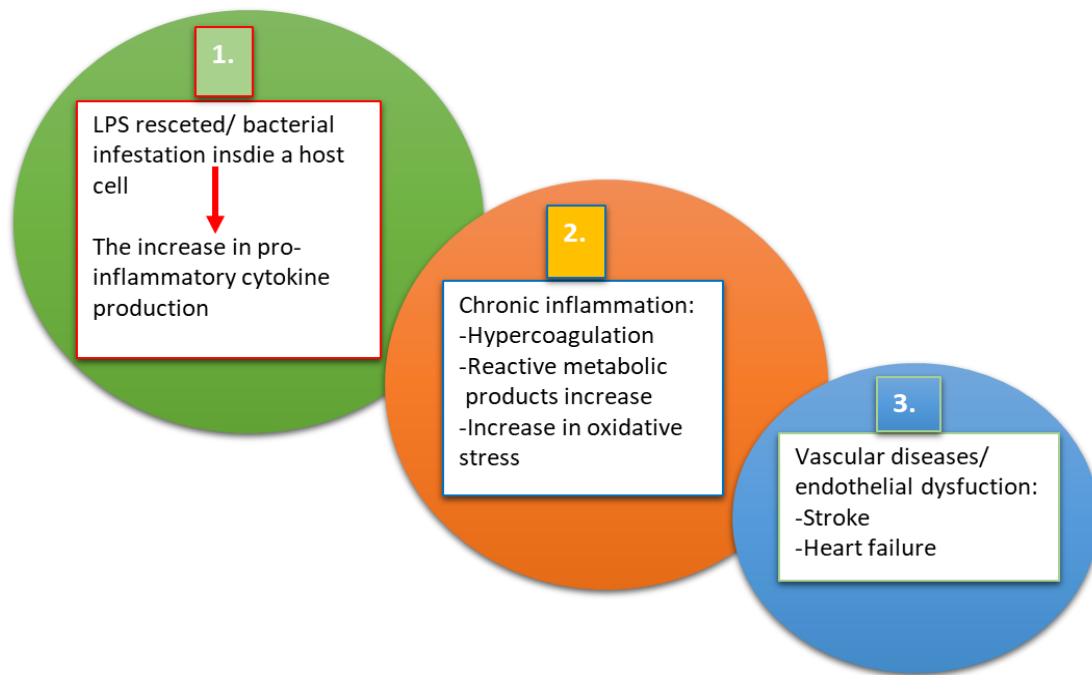 1.
LPS resceted/ bacterial
infestation insdie a host
cell
The increase in pro-
inflammatory cytokine
production
2.
Chronic inflammation:
-Hypercoagulation
-Reactive metabolic
products increase
-Increase in oxidative
stress
3.
Vascular diseases/
endothelial dysfuction:
-Stroke
-Heart failure